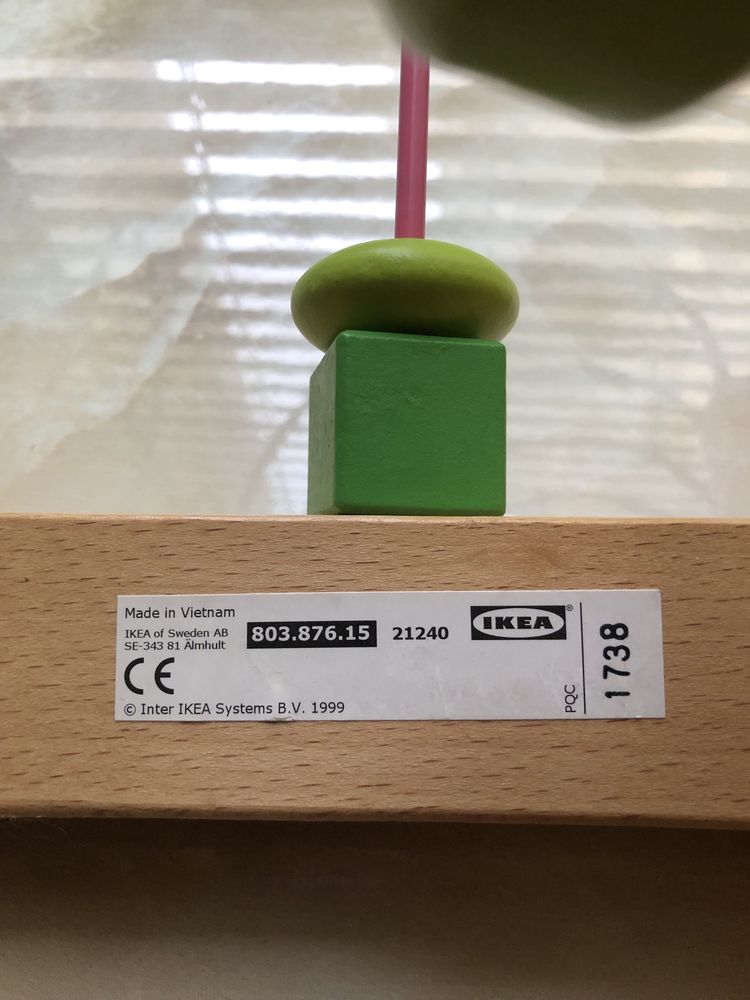 Made in Vietnam
IKEA of Sweden AB
SE-343 81 Älmhult
803.876.15
21240
IKEA®
CE
© Inter IKEA Systems B.V. 1999
PQC
1738